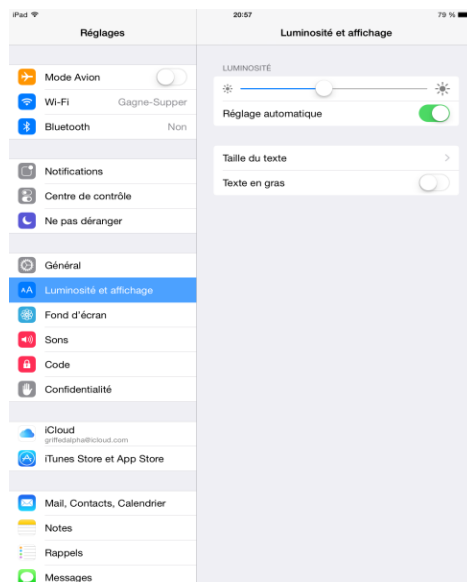 iPad 20:57 79 %
Réglages
Mode Avion
Wi-Fi Gagne-Supper
Bluetooth Non
Notifications
Centre de contrôle
Ne pas déranger
Général
AA Luminosité et affichage
Fond d'écran
Sons
Code
Confidentialité
iCloud
griffedalpha@icloud.com
iTunes Store et App Store
Mail, Contacts, Calendrier
Notes
Rappels
Messages
Luminosité et affichage
LUMINOSITÉ
Réglage automatique
Taille du texte
Texte en gras